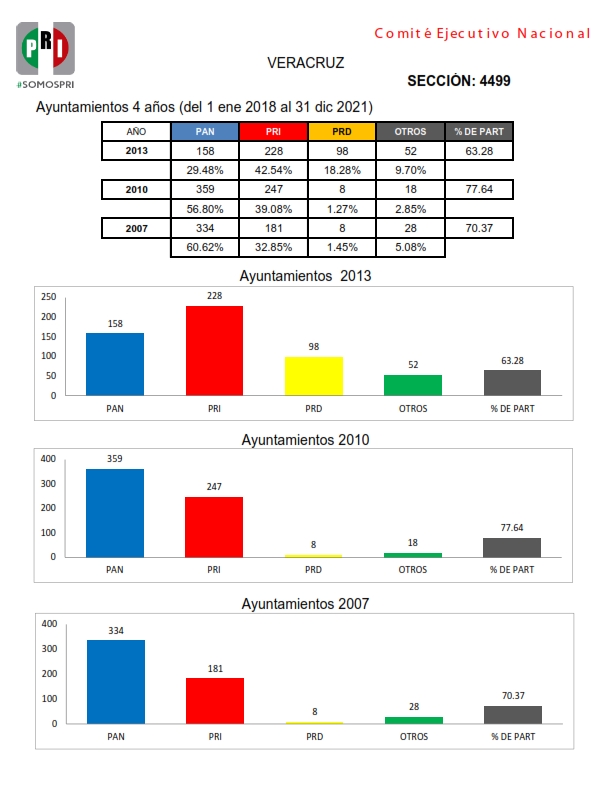 Comité Ejecutivo Nacional
PRI
#SOMOSPRI
VERACRUZ
SECCIÓN: 4499
Ayuntamientos 4 años (del 1 ene 2018 al 31 dic 2021)
AÑO PAN PRI PRD OTROS % DE PART
2013 158 228 98 52 63.28
29.48% 42.54% 18.28% 9.70%
2010 359 247 8 18 77.64
56.80% 39.08% 1.27% 2.85%
2007 334 181 8 28 70.37
60.62% 32.85% 1.45% 5.08%
Ayuntamientos 2013
250
200
150
100
50
0
158
228
98
52
63.28
PAN PRI PRD OTROS % DE PART
Ayuntamientos 2010
400
300
200
100
0
359
247
8
18
77.64
PAN PRI PRD OTROS % DE PART
Ayuntamientos 2007
400
300
200
100
0
334
181
8
28
70.37
PAN PRI PRD OTROS % DE PART